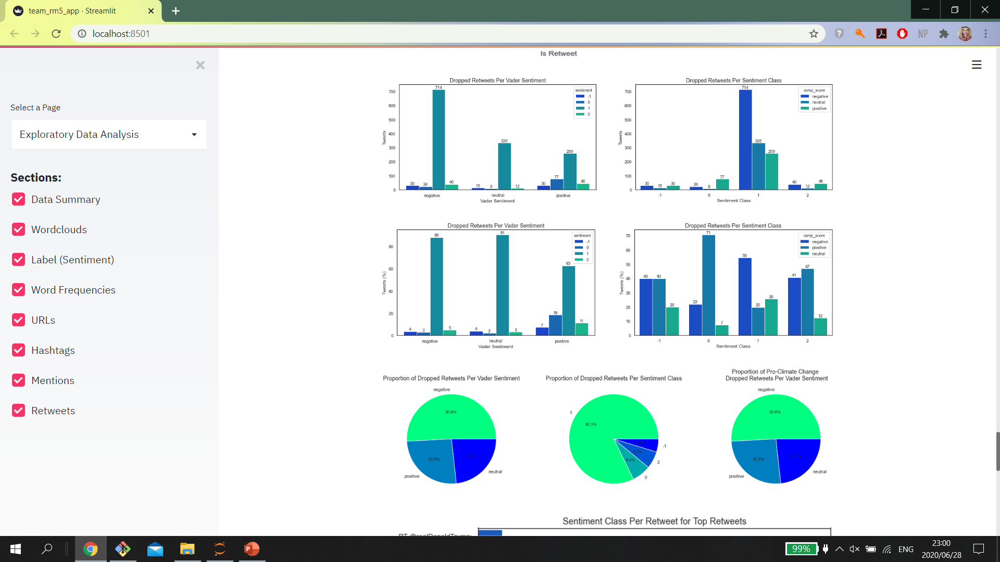 team_rm5_app · Streamlit
localhost:8501
NP
Select a Page
Exploratory Data Analysis
Sections:
Data Summary
Wordclouds
Label (Sentiment)
Word Frequencies
URLs
Hashtags
Mentions
Retweets
Is Retweet
Dropped Retweets Per Vader Sentiment
Tweets
700
600
500
400
300
200
100
0
714
335
259
30
24
40
15
8
12
30
77
46
sentiment
-1
0
1
2
negative
neutral
positive
Vader Sentiment
Dropped Retweets Per Sentiment Class
Tweets
700
600
500
400
300
200
100
0
714
335
259
30
15
30
24
8
77
40
12
46
comp_score
negative
neutral
positive
-1
0
1
2
Sentiment Class
Dropped Retweets Per Vader Sentiment
Tweets (%)
80
60
40
20
0
4
3
88
5
4
2
91
3
7
19
63
11
sentiment
-1
0
1
2
negative
neutral
positive
Vader Sentiment
Dropped Retweets Per Sentiment Class
Tweets (%)
70
60
50
40
30
20
10
0
40
40
20
22
71
7
55
20
26
41
47
12
comp_score
negative
positive
neutral
-1
0
1
2
Sentiment Class
Proportion of Dropped Retweets Per Vader Sentiment
negative
50.8%
25.9%
positive
neutral
Proportion of Dropped Retweets Per Sentiment Class
1
82.3%
6.9%
-1
2
0
Proportion of Pro-Climate Change
Dropped Retweets Per Vader Sentiment
negative
50.8%
25.9%
positive
neutral
Sentiment Class Per Retweet for Top Retweets
RT @realDonaldTrump:
99%
ENG
23:00
2020/06/28